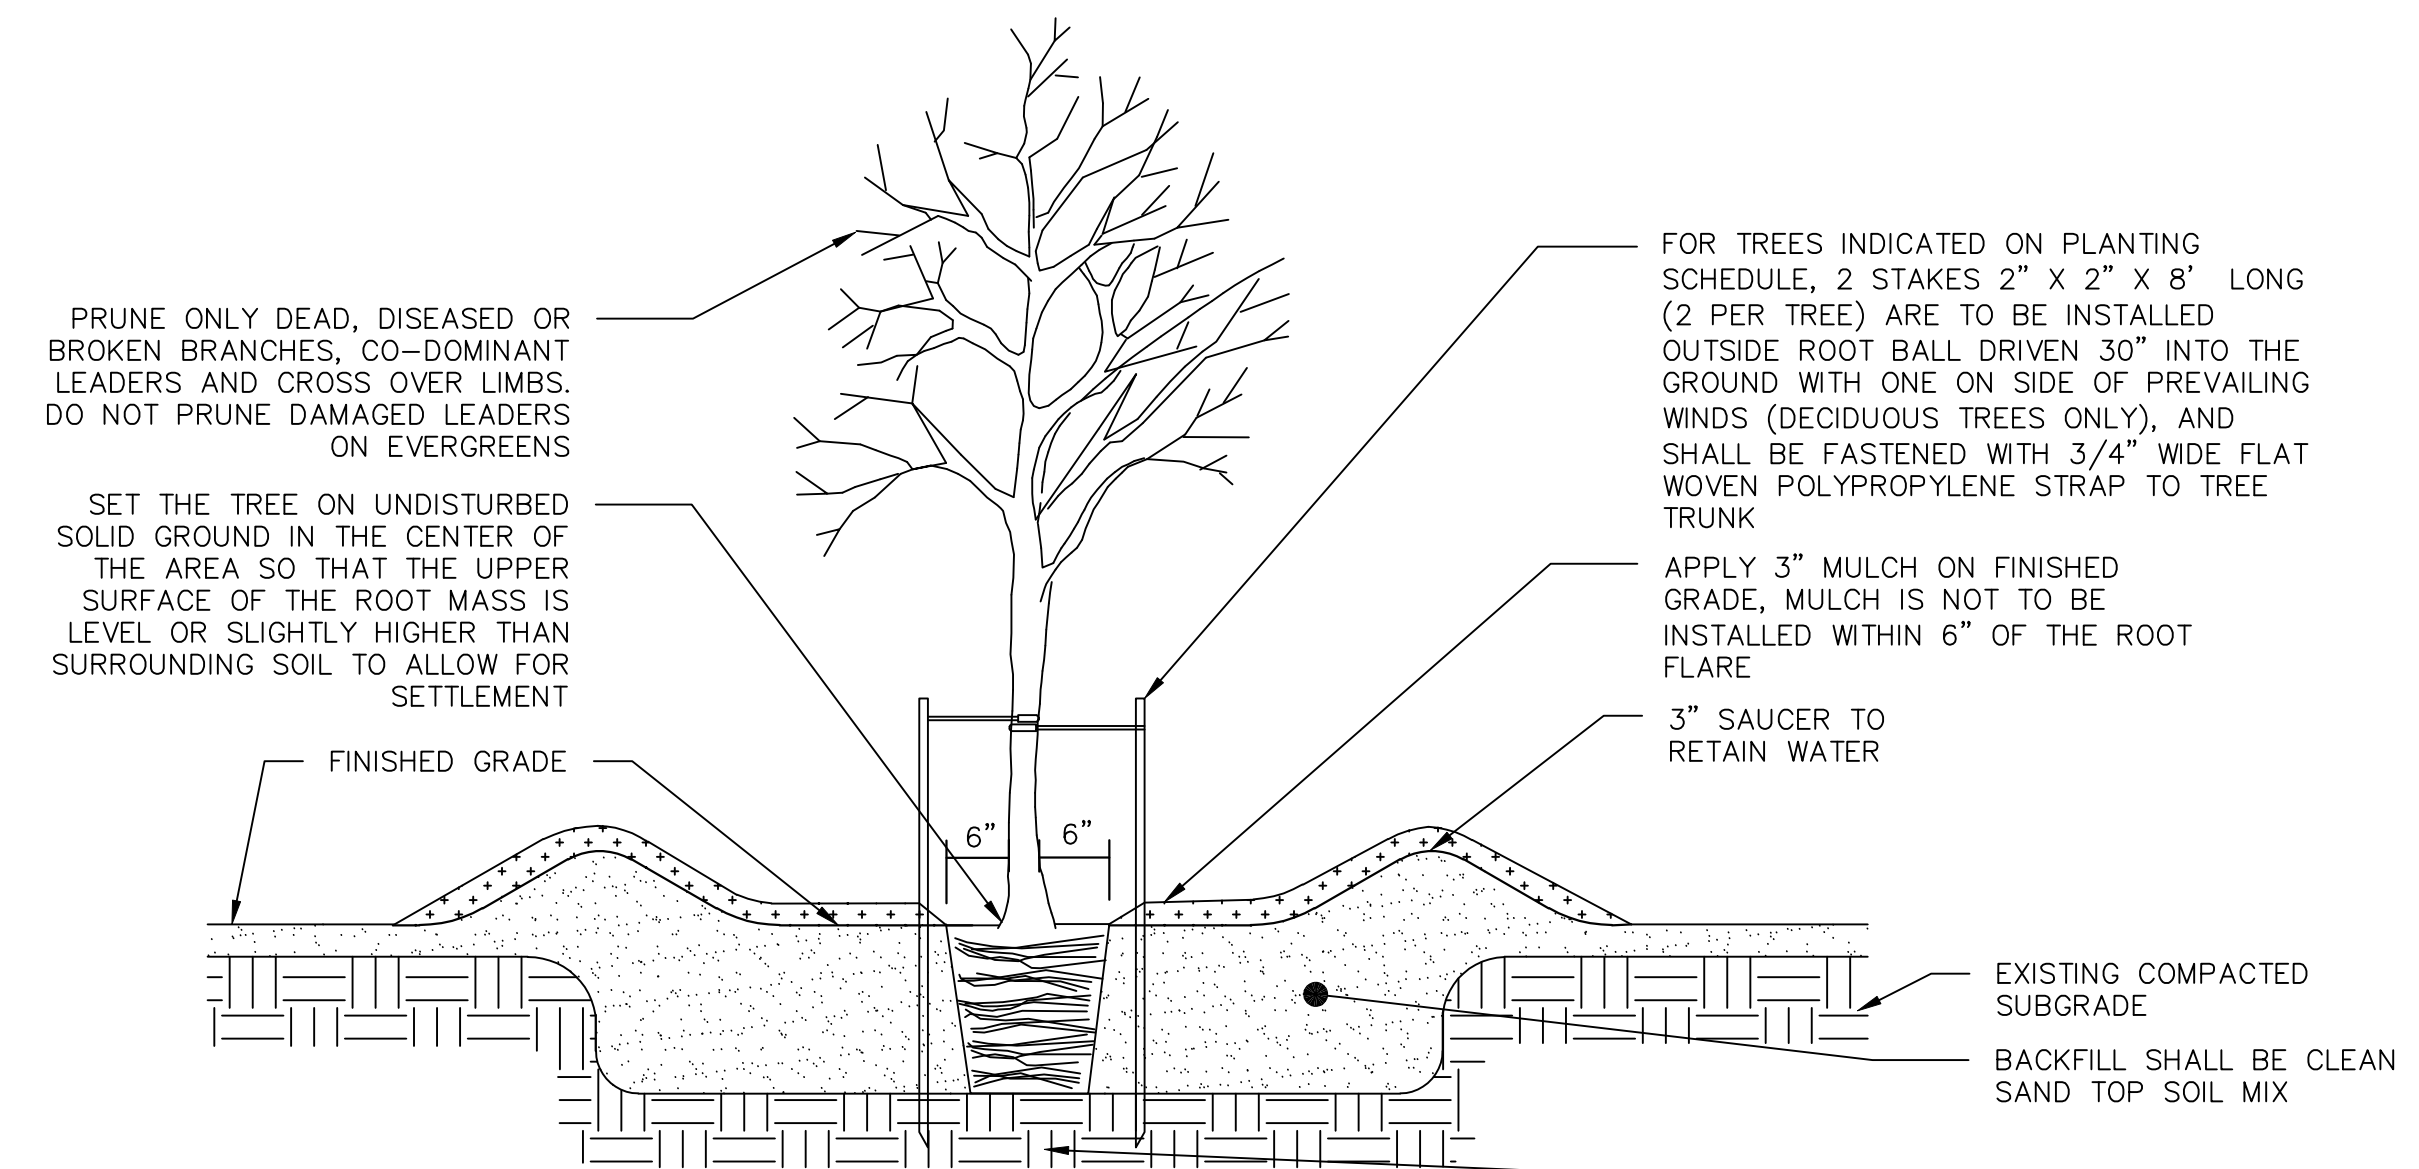 PRUNE ONLY DEAD, DISEASED OR
BROKEN BRANCHES, CO-DOMINANT
LEADERS AND CROSS OVER LIMBS.
DO NOT PRUNE DAMAGED LEADERS
ON EVERGREENS
SET THE TREE ON UNDISTURBED
SOLID GROUND IN THE CENTER OF
THE AREA SO THAT THE UPPER
SURFACE OF THE ROOT MASS IS
LEVEL OR SLIGHTLY HIGHER THAN
SURROUNDING SOIL TO ALLOW FOR
SETTLEMENT
FINISHED GRADE
6”
6”
FOR TREES INDICATED ON PLANTING
SCHEDULE, 2 STAKES 2” X 2” X 8’ LONG
(2 PER TREE) ARE TO BE INSTALLED
OUTSIDE ROOT BALL DRIVEN 30” INTO THE
GROUND WITH ONE ON SIDE OF PREVAILING
WINDS (DECIDUOUS TREES ONLY), AND
SHALL BE FASTENED WITH 3/4” WIDE FLAT
WOVEN POLYPROPYLENE STRAP TO TREE
TRUNK
APPLY 3” MULCH ON FINISHED
GRADE, MULCH IS NOT TO BE
INSTALLED WITHIN 6” OF THE ROOT
FLARE
3” SAUCER TO
RETAIN WATER
EXISTING COMPACTED
SUBGRADE
BACKFILL SHALL BE CLEAN
SAND TOP SOIL MIX